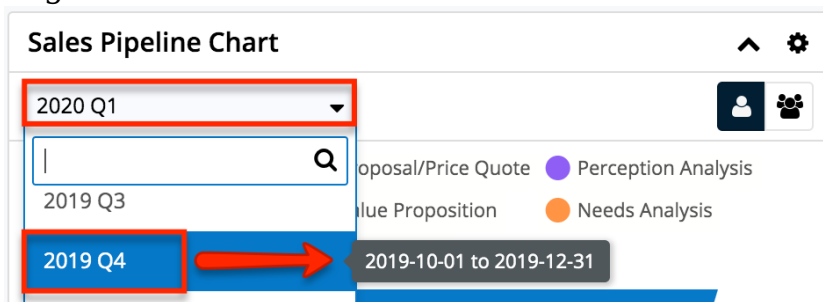 Sales Pipeline Chart
2020 Q1
oposal/Price Quote Perception Analysis
2019 Q3
lue Proposition Needs Analysis
2019 Q4 2019-10-01 to 2019-12-31